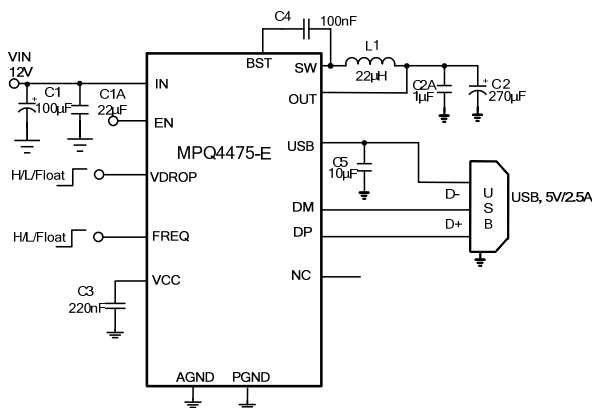 C4
100nF
VIN
12V
BST
L1
SW
22µH
C1
100µF
C1A
22µF
IN
OUT
C2A
1µF
C2
270µF
EN
MPQ4475-E
USB
C5
10µF
H/L/Float
VDROP
D-
USB
USB, 5V/2.5A
DM
D+
H/L/Float
FREQ
DP
VCC
NC
C3
220nF
AGND
PGND
+
+